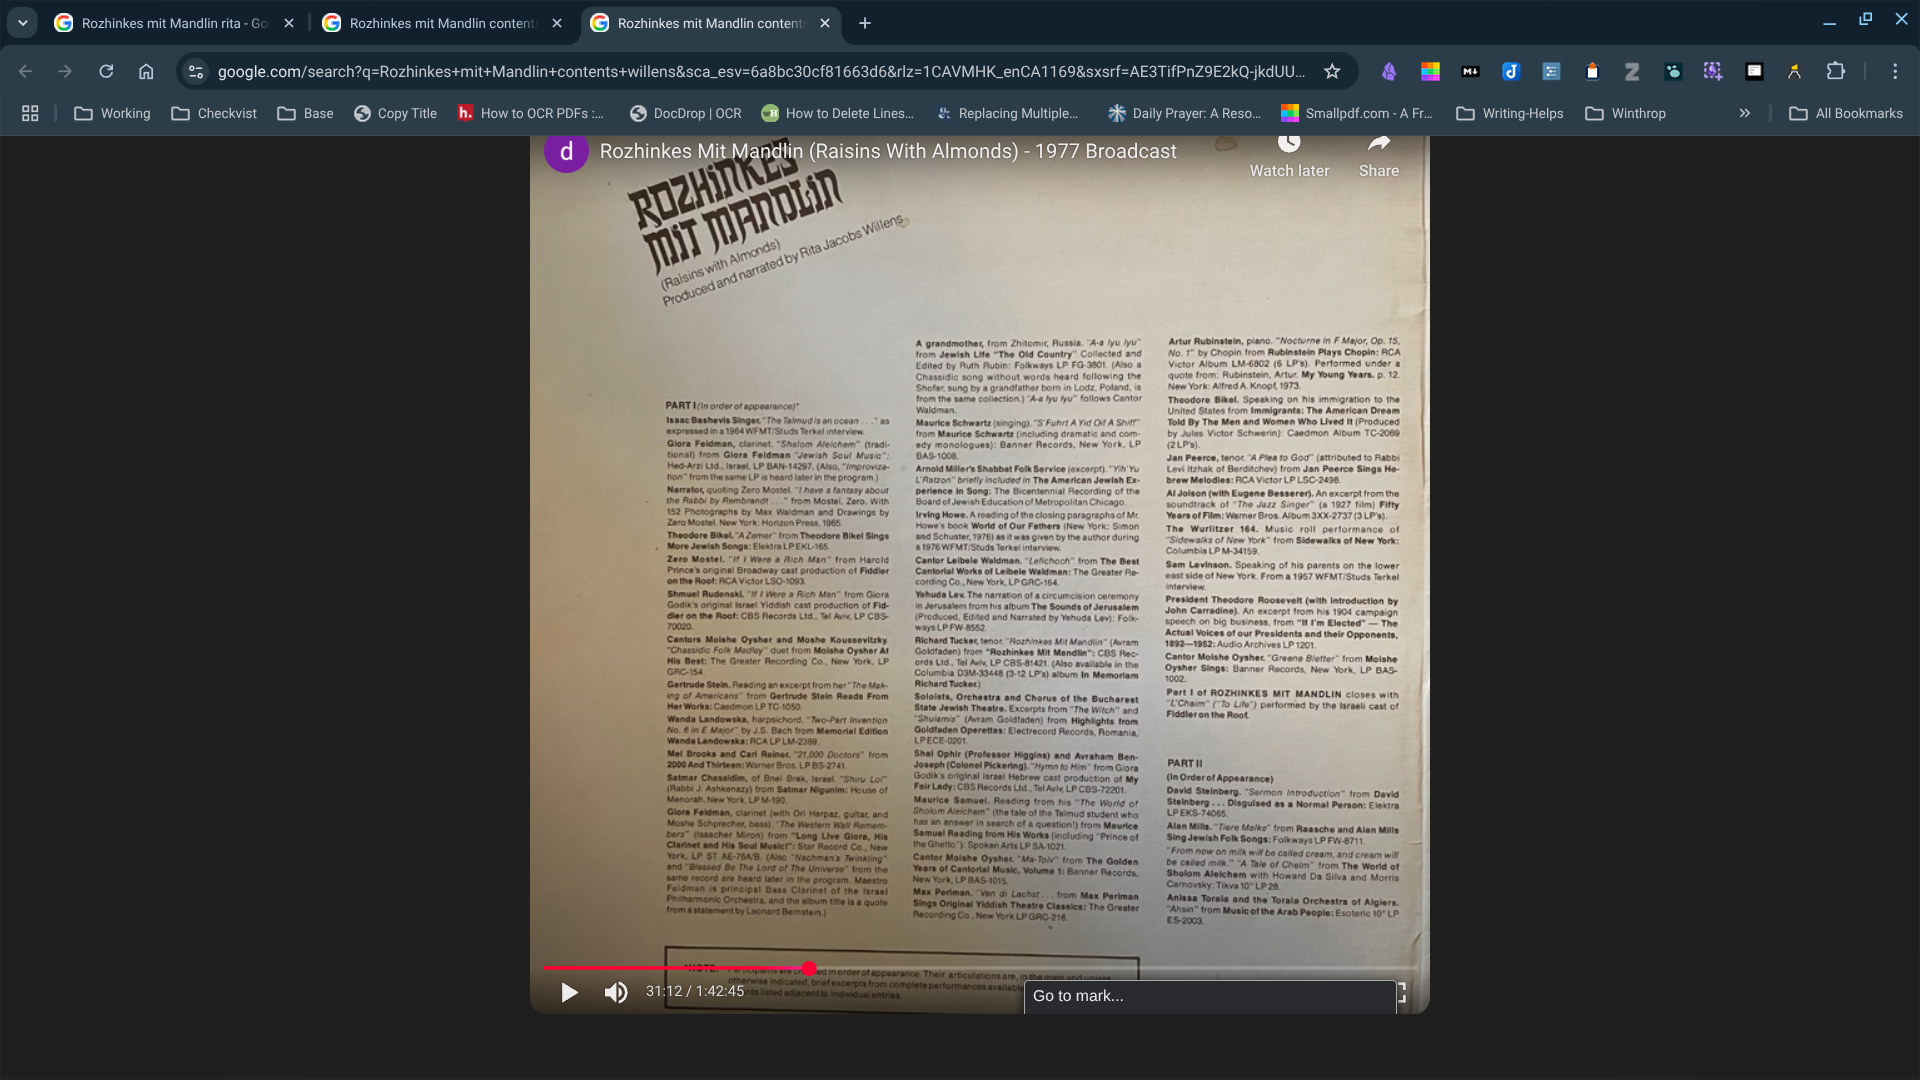 Rozhinkes mit Mandlin rita - Go
Rozhinkes mit Mandlin content
Rozhinkes mit Mandlin content
google.com/search?q=Rozhinkes+mit+Mandlin+contents+willens&sca_esv=6a8bc30cf81663d6&rlz=1CAVMHK_enCA1169&sxsrf=AE3TifPnZ9E2kQ-jkdUU...
Working
Checkvist
Base
Copy Title
How to OCR PDFs :...
DocDrop | OCR
How to Delete Lines...
Replacing Multiple...
Daily Prayer: A Reso...
Smallpdf.com - A Fr...
Writing-Helps
Winthrop
All Bookmarks
d
Rozhinkes Mit Mandlin (Raisins With Almonds) - 1977 Broadcast
Watch later
Share
ROZHINKES
MIT MANDLIN
(Raisins with Almonds)
Produced and narrated by Rita Jacobs Willens
PART I (In order of appearance)*
Isaac Bashevis Singer. "The Talmud is an ocean . . ." as
expressed in a 1964 WFMT/Studs Terkel interview.
Giora Feidman, clarinet. "Shalom Aleichem" (tradi-
tional) from Giora Feidman "Jewish Soul Music":
Hed-Arzi Ltd., Israel, LP BAN-14297. (Also, "Improviza-
tion" from the same LP is heard later in the program.)
Narrator, quoting Zero Mostel. "I have a fantasy about
the Rabbi by Rembrandt . . ." from Mostel, Zero. With
152 Photographs by Max Waldman and Drawings by
Zero Mostel. New York: Horizon Press, 1965.
Theodore Bikel. "A Zemer" from Theodore Bikel Sings
More Jewish Songs: Elektra LP EKL-165.
Zero Mostel. "If I Were a Rich Man" from Harold
Prince's original Broadway cast production of Fiddler
on the Roof: RCA Victor LSO-1093.
Shmuel Rudenski. "If I Were a Rich Man" from Giora
Godik's original Israel Yiddish cast production of Fid-
dler on the Roof: CBS Records Ltd., Tel Aviv, LP CBS-
70020.
Cantors Moishe Oysher and Moshe Koussevitzky.
"Chassidic Folk Medley" duet from Moishe Oysher At
His Best: The Greater Recording Co., New York, LP
GRC-154.
Gertrude Stein. Reading an excerpt from her "The Mak-
ing of Americans" from Gertrude Stein Reads From
Her Works: Caedmon LP TC-1050.
Wanda Landowska, harpsichord. "Two-Part Invention
No. 6 in E Major" by J.S. Bach from Memorial Edition
Wanda Landowska: RCA LP LM-2389.
Mel Brooks and Carl Reiner. "21,000 Doctors" from
2000 And Thirteen: Warner Bros. LP BS-2741.
Satmar Chassidim, of Bnei Brak, Israel. "Shiru Loi"
(Rabbi J. Ashkenazy) from Satmar Nigunim: House of
Menorah, New York, LP M-190.
Giora Feidman, clarinet (with Ori Harpaz, guitar, and
Moshe Schprecher, bass). "The Western Wall Remem-
bers" (Issacher Miron) from "Long Live Giora, His
Clarinet and His Soul Music!": Star Record Co., New
York, LP ST AE-76A/B. (Also "Nachman's Twinkling"
and "Blessed Be The Lord of The Universe" from the
same record are heard later in the program. Maestro
Feidman is principal Bass Clarinet of the Israel
Philharmonic Orchestra, and the album title is a quote
from a statement by Leonard Bernstein.)
A grandmother, from Zhitomir, Russia. "A-a lyu lyu"
from Jewish Life "The Old Country" Collected and
Edited by Ruth Rubin: Folkways LP FG-3801. (Also a
Chassidic song without words heard following the
Shofar, sung by a grandfather born in Lodz, Poland, is
from the same collection.) "A-a lyu lyu" follows Cantor
Waldman.
Maurice Schwartz (singing). "S'Fuhrt A Yid Oif A Shiff"
from Maurice Schwartz (including dramatic and com-
edy monologues): Banner Records, New York, LP
BAS-1008.
Arnold Miller's Shabbat Folk Service (excerpt). "Yih'Yu
L'Ratzon" briefly included in The American Jewish Ex-
perience in Song: The Bicentennial Recording of the
Board of Jewish Education of Metropolitan Chicago.
Irving Howe. A reading of the closing paragraphs of Mr.
Howe's book World of Our Fathers (New York: Simon
and Schuster, 1976) as it was given by the author during
a 1976 WFMT/Studs Terkel interview.
Cantor Leibele Waldman. "Lefichoch" from The Best
Cantorial Works of Leibele Waldman: The Greater Re-
cording Co., New York, LP GRC-164.
Yehuda Lev. The narration of a circumcision ceremony
in Jerusalem from his album The Sounds of Jerusalem
(Produced, Edited and Narrated by Yehuda Lev): Folk-
ways LP FW-8552.
Richard Tucker, tenor. "Rozhinkes Mit Mandlin" (Avram
Goldfaden) from "Rozhinkes Mit Mandlin": CBS Rec-
ords Ltd., Tel Aviv, LP CBS-81421. (Also available in the
Columbia D3M-33448 (3-12 LP's) album In Memoriam
Richard Tucker.)
Soloists, Orchestra and Chorus of the Bucharest
State Jewish Theatre. Excerpts from "The Witch" and
"Shulamis" (Avram Goldfaden) from Highlights from
Goldfaden Operettas: Electrecord Records, Romania,
LP ECE-0201.
Shai Ophir (Professor Higgins) and Avraham Ben-
Joseph (Colonel Pickering). "Hymn to Him" from Giora
Godik's original Israel Hebrew cast production of My
Fair Lady: CBS Records Ltd., Tel Aviv, LP CBS-72201.
Maurice Samuel. Reading from his "The World of
Sholom Aleichem" (the tale of the Talmud student who
has an answer in search of a question!) from Maurice
Samuel Reading from His Works (including "Prince of
the Ghetto"): Spoken Arts LP SA-1021.
Cantor Moishe Oysher. "Ma-Tolv" from The Golden
Years of Cantorial Music, Volume 1: Banner Records,
New York, LP BAS-1015.
Max Perlman. "Ven di Lachst . . . from Max Perlman
Sings Original Yiddish Theatre Classics: The Greater
Recording Co., New York LP GRC-216.
Artur Rubinstein, piano. "Nocturne in F Major, Op. 15,
No. 1" by Chopin from Rubinstein Plays Chopin: RCA
Victor Album LM-6802 (6 LP's). Performed under a
quote from: Rubinstein, Artur. My Young Years. p. 12.
New York: Alfred A. Knopf, 1973.
Theodore Bikel. Speaking on his immigration to the
United States from Immigrants: The American Dream
Told By The Men and Women Who Lived It (Produced
by Jules Victor Schwerin): Caedmon Album TC-2069
(2 LP's).
Jan Peerce, tenor. "A Plea to God" (attributed to Rabbi
Levi Itzhak of Berditchev) from Jan Peerce Sings He-
brew Melodies: RCA Victor LP LSC-2498.
Al Jolson (with Eugene Besserer). An excerpt from the
soundtrack of "The Jazz Singer" (a 1927 film) Fifty
Years of Film: Warner Bros. Album 3XX-2737 (3 LP's).
The Wurlitzer 164. Music roll performance of
"Sidewalks of New York" from Sidewalks of New York:
Columbia LP M-34159.
Sam Levinson. Speaking of his parents on the lower
east side of New York. From a 1957 WFMT/Studs Terkel
interview.
President Theodore Roosevelt (with introduction by
John Carradine). An excerpt from his 1904 campaign
speech on big business, from "If I'm Elected" — The
Actual Voices of our Presidents and their Opponents,
1892—1952: Audio Archives LP 1201.
Cantor Moishe Oysher. "Greene Bletter" from Moishe
Oysher Sings: Banner Records, New York, LP BAS-
1002.
Part I of ROZHINKES MIT MANDLIN closes with
"L'Chaim" ("To Life") performed by the Israeli cast of
Fiddler on the Roof.
PART II
(In Order of Appearance)
David Steinberg. "Sermon Introduction" from David
Steinberg . . . Disguised as a Normal Person: Elektra
LP EKS-74065.
Alan Mills. "Tiere Malke" from Raasche and Alan Mills
Sing Jewish Folk Songs: Folkways LP FW-8711.
"From now on milk will be called cream, and cream will
be called milk." "A Tale of Chelm" from The World of
Sholom Aleichem with Howard Da Silva and Morris
Carnovsky: Tikva 10" LP 28.
Anissa Toraia and the Toraia Orchestra of Algiers.
"Ahsin" from Music of the Arab People: Esoteric 10" LP
ES-2003.
*NOTE: Participants are in order of appearance. Their articulations are, in the main and unless
otherwise indicated, brief excerpts from complete performances available
listed adjacent to individual entries.
31:12 / 1:42:45
Go to mark...